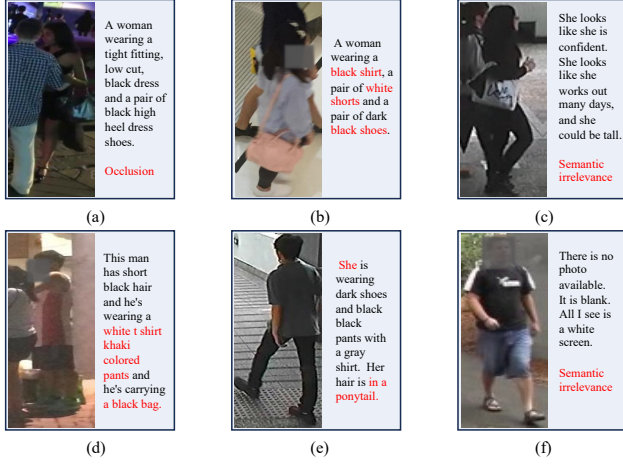 A woman
wearing a
tight fitting,
low cut,
black dress
and a pair of
black high
heel dress
shoes.
Occlusion
(a)
A woman
wearing a
black shirt, a
pair of white
shorts and a
pair of dark
black shoes.
(b)
She looks
like she is
confident.
She looks
like she
works out
many days,
and she
could be tall.
Semantic
irrelevance
(c)
This man
has short
black hair
and he's
wearing a
white t shirt
khaki
colored
pants and
he's carrying
a black bag.
(d)
She is
wearing
dark shoes
and black
black
pants with
a gray
shirt. Her
hair is in a
ponytail.
(e)
There is no
photo
available.
It is blank.
All I see is
a white
screen.
Semantic
irrelevance
(f)